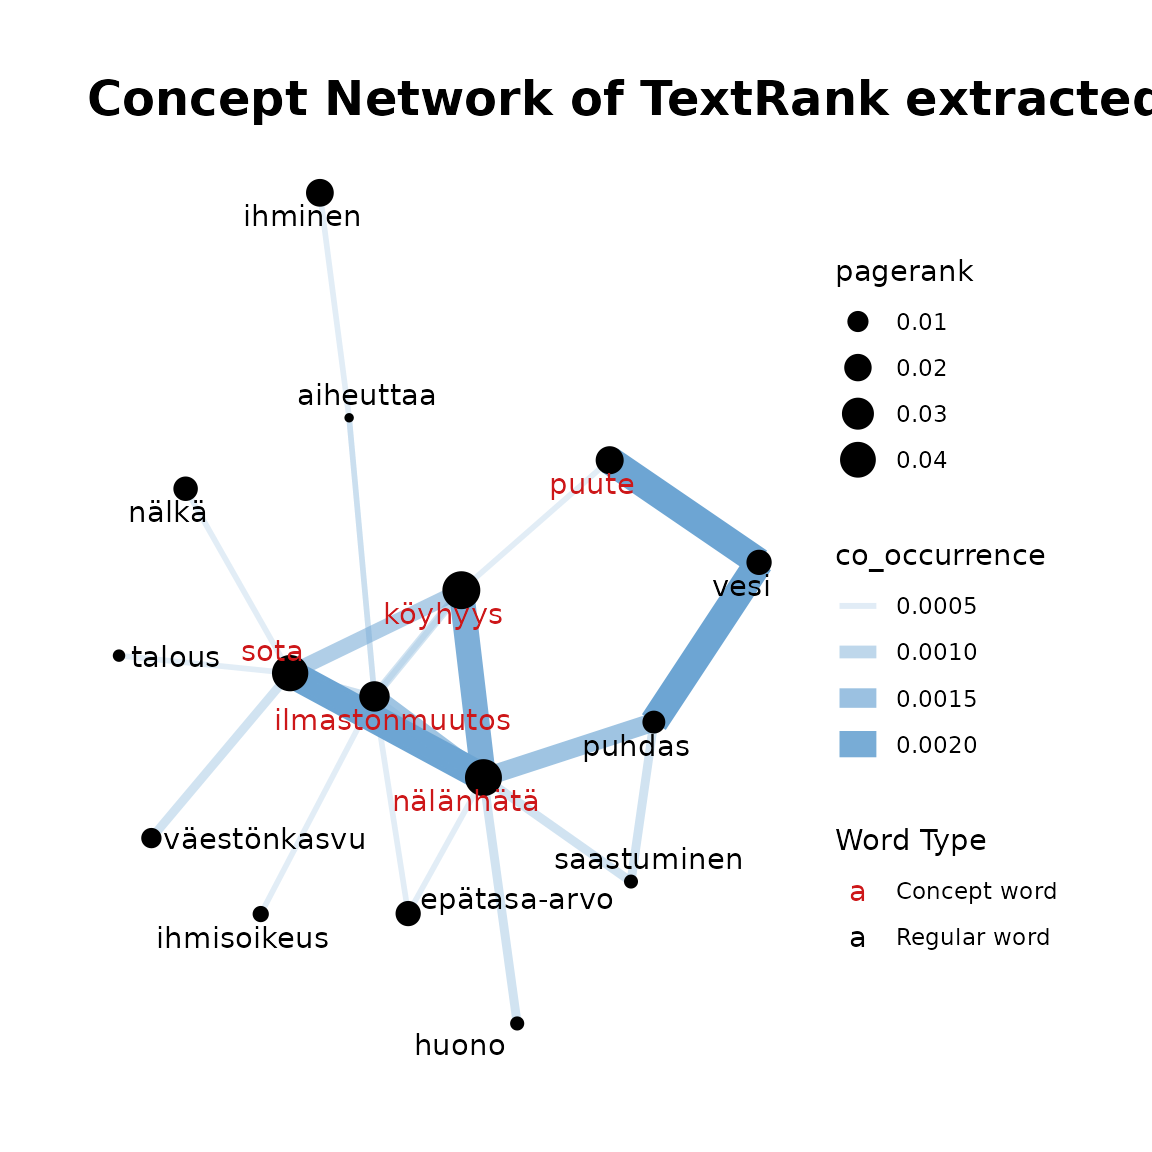 Concept Network of TextRank extracted
ihminen
aiheuttaa
nälkä
puute
vesi
köyhyys
sota
talous
ilmastonmuutos
puhdas
nälänhätä
väestönkasvu
saastuminen
epätasa-arvo
ihmisoikeus
huono
pagerank
0.01
0.02
0.03
0.04
co_occurrence
0.0005
0.0010
0.0015
0.0020
Word Type
a Concept word
a Regular word